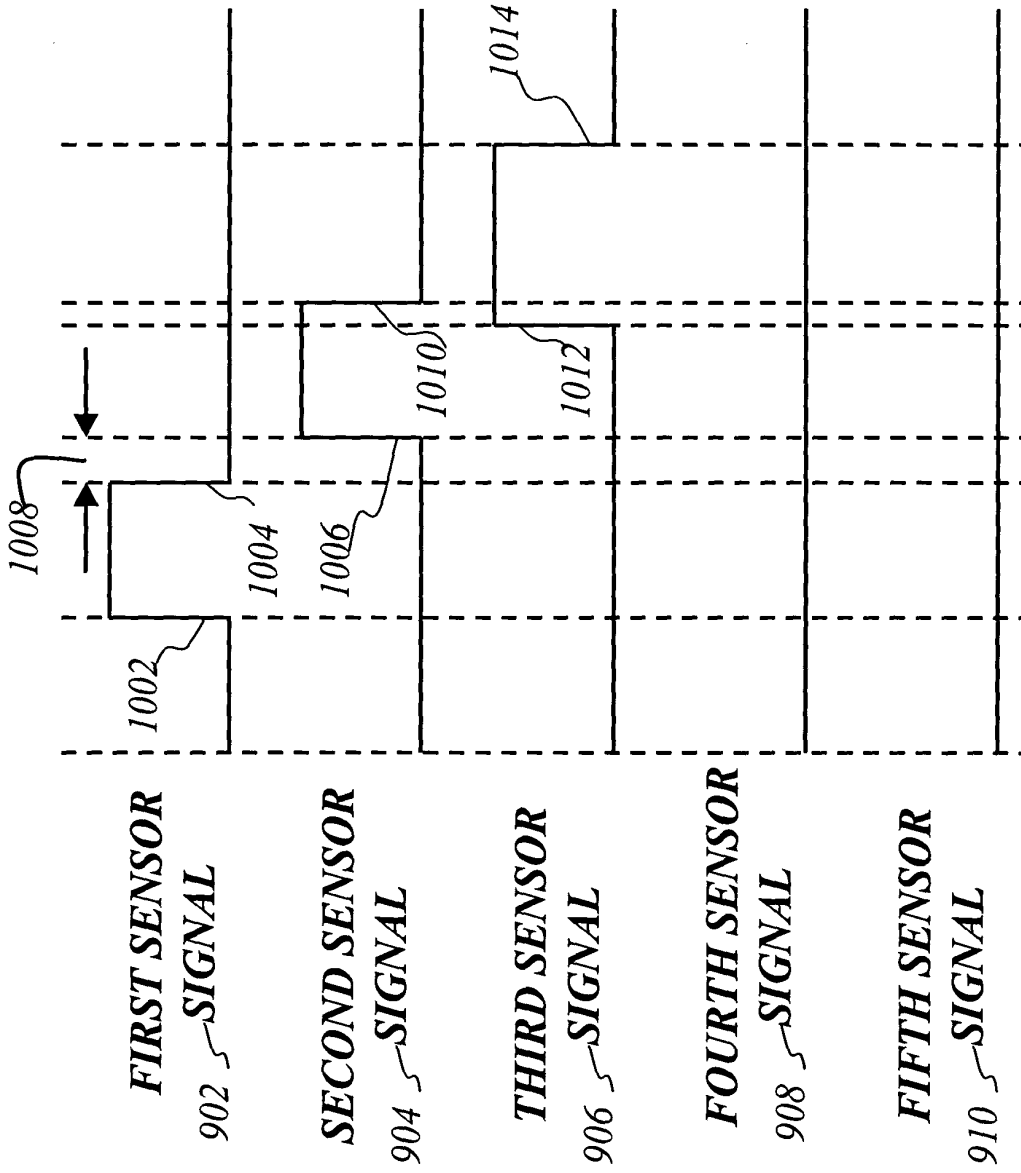 1008
FIRST SENSOR
902 SIGNAL
1002
1004
SECOND SENSOR
904 SIGNAL
1006
1010
THIRD SENSOR
906 SIGNAL
1012
1014
FOURTH SENSOR
908 SIGNAL
FIFTH SENSOR
910 SIGNAL